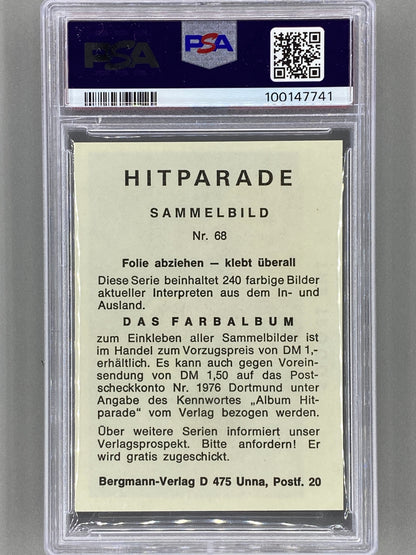 PSA
PSA
100147741
HITPARADE
SAMMELBILD
Nr. 68
Folie abziehen — klebt überall
Diese Serie beinhaltet 240 farbige Bilder
aktueller Interpreten aus dem In- und
Ausland.
DAS FARBALBUM
zum Einkleben aller Sammelbilder ist
im Handel zum Vorzugspreis von DM 1,-
erhältlich. Es kann auch gegen Vorein-
sendung von DM 1,50 auf das Post-
scheckkonto Nr. 1976 Dortmund unter
Angabe des Kennwortes „Album Hit-
parade“ vom Verlag bezogen werden.
Über weitere Serien informiert unser
Verlagsprospekt. Bitte anfordern! Er
wird gratis zugeschickt.
Bergmann-Verlag D 475 Unna, Postf. 20